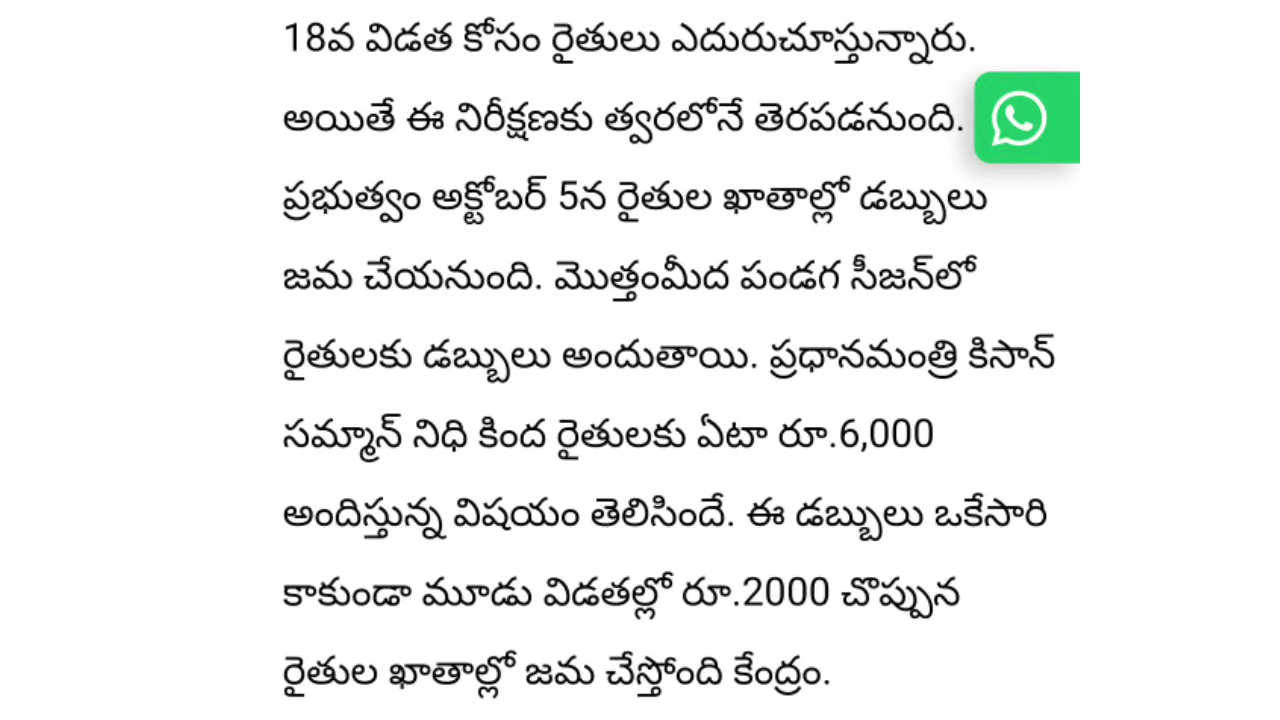 18వ విడత కోసం రైతులు ఎదురుచూస్తున్నారు.
అయితే ఈ నిరీక్షణకు త్వరలోనే తెరపడనుంది.
ప్రభుత్వం అక్టోబర్ 5న రైతుల ఖాతాల్లో డబ్బులు
జమ చేయనుంది. మొత్తంమీద పండగ సీజన్‌లో
రైతులకు డబ్బులు అందుతాయి. ప్రధానమంత్రి కిసాన్
సమ్మాన్ నిధి కింద రైతులకు ఏటా రూ.6,000
అందిస్తున్న విషయం తెలిసిందే. ఈ డబ్బులు ఒకేసారి
కాకుండా మూడు విడతల్లో రూ.2000 చొప్పున
రైతుల ఖాతాల్లో జమ చేస్తోంది కేంద్రం.